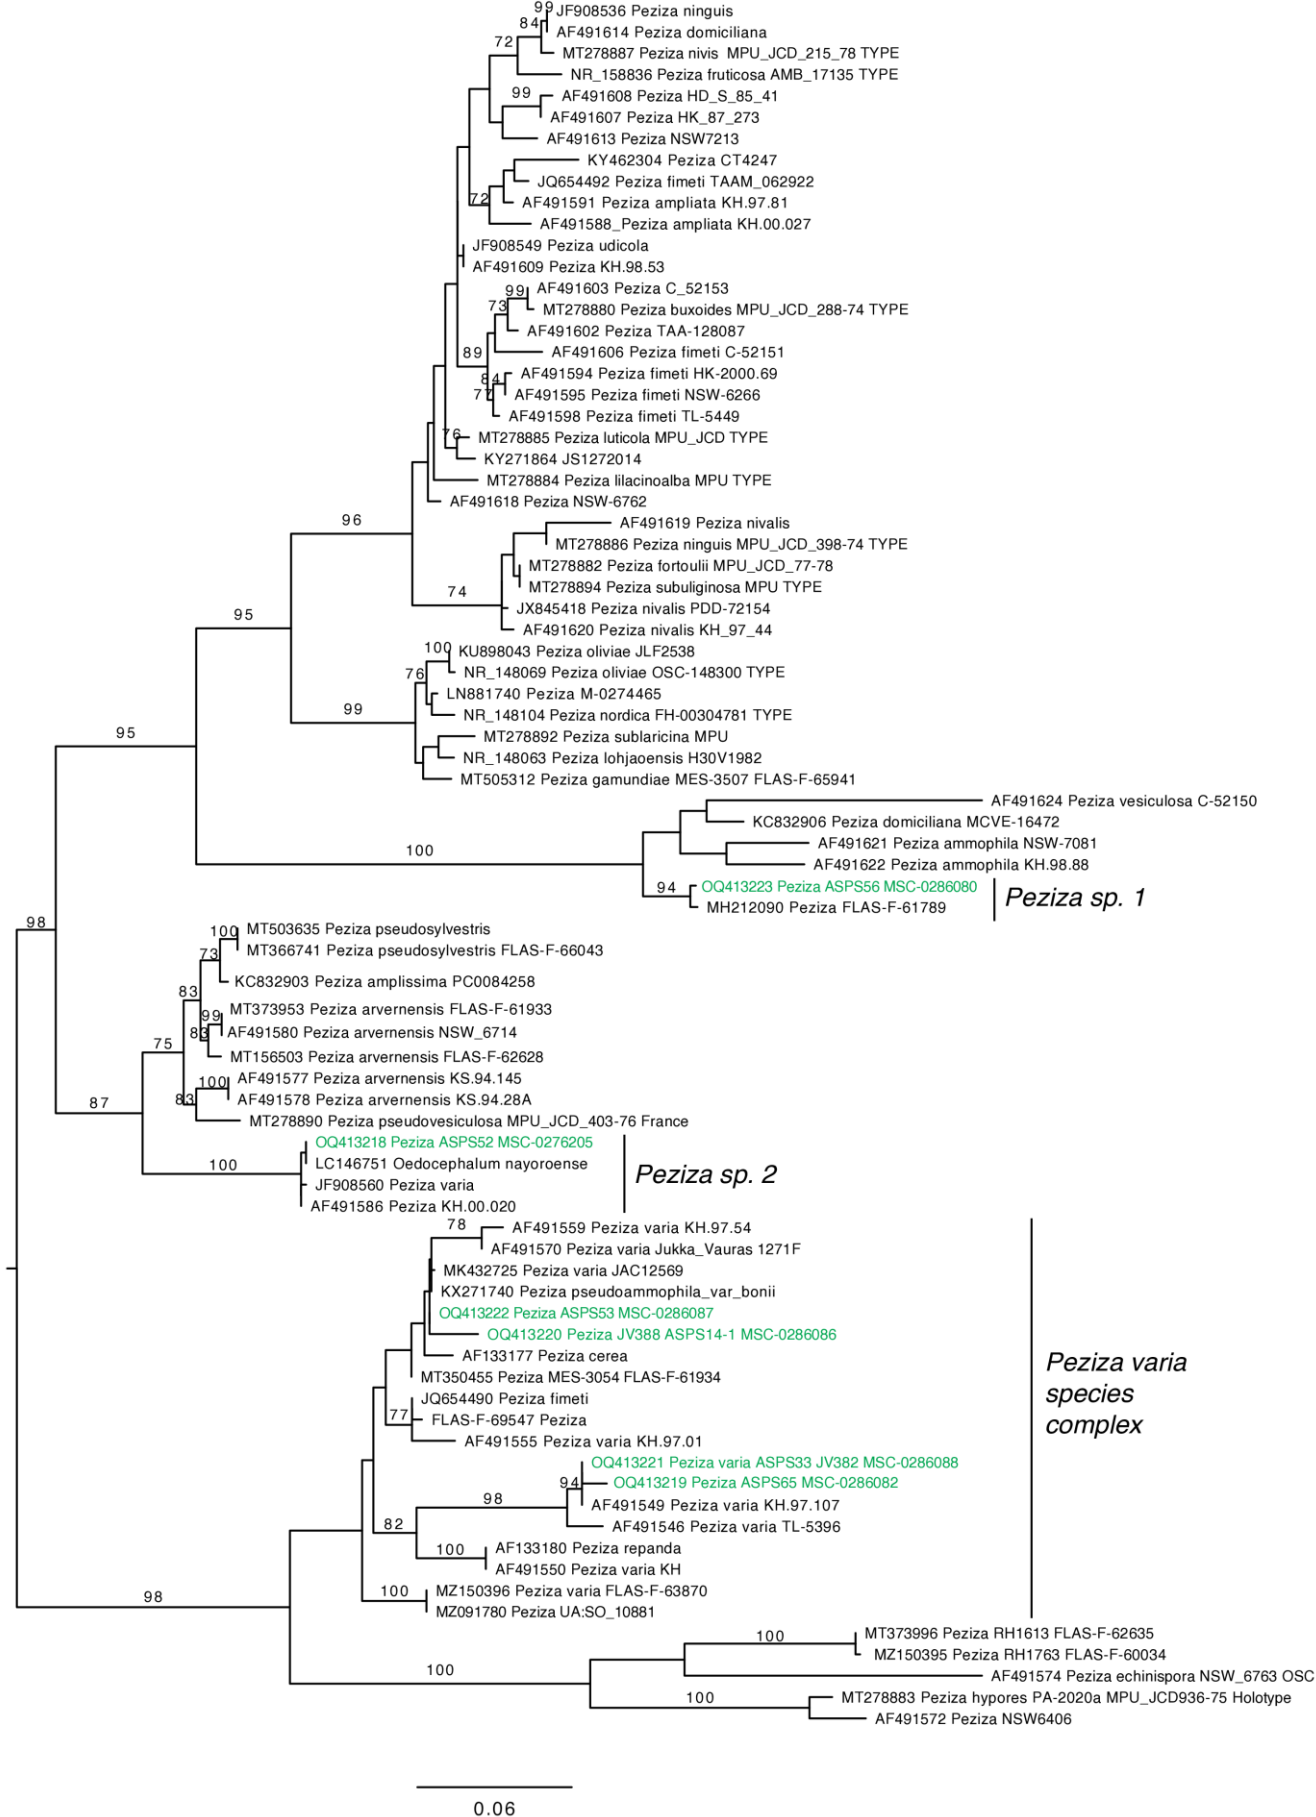 99
JF908536 Peziza ninguis
84
AF491614 Peziza domiciliana
72
MT278887 Peziza nivis MPU_JCD_215_78 TYPE
NR_158836 Peziza fruticosa AMB_17135 TYPE
99
AF491608 Peziza HD_S_85_41
AF491607 Peziza HK_87_273
AF491613 Peziza NSW7213
KY462304 Peziza CT4247
JQ654492 Peziza fimeti TAAM_062922
72
AF491591 Peziza ampliata KH.97.81
AF491588_Peziza ampliata KH.00.027
JF908549 Peziza udicola
AF491609 Peziza KH.98.53
99
AF491603 Peziza C_52153
73
MT278880 Peziza buxoides MPU_JCD_288-74 TYPE
AF491602 Peziza TAA-128087
89
AF491606 Peziza fimeti C-52151
84
AF491594 Peziza fimeti HK-2000.69
77
AF491595 Peziza fimeti NSW-6266
AF491598 Peziza fimeti TL-5449
76
MT278885 Peziza luticola MPU_JCD TYPE
KY271864 JS1272014
MT278884 Peziza lilacinoalba MPU TYPE
AF491618 Peziza NSW-6762
96
AF491619 Peziza nivalis
MT278886 Peziza ninguis MPU_JCD_398-74 TYPE
MT278882 Peziza fortoulii MPU_JCD_77-78
74
MT278894 Peziza subuliginosa MPU TYPE
JX845418 Peziza nivalis PDD-72154
95
AF491620 Peziza nivalis KH_97_44
100
KU898043 Peziza oliviae JLF2538
76
NR_148069 Peziza oliviae OSC-148300 TYPE
LN881740 Peziza M-0274465
99
NR_148104 Peziza nordica FH-00304781 TYPE
95
MT278892 Peziza sublaricina MPU
NR_148063 Peziza lohjaoensis H30V1982
MT505312 Peziza gamundiae MES-3507 FLAS-F-65941
AF491624 Peziza vesiculosa C-52150
KC832906 Peziza domiciliana MCVE-16472
AF491621 Peziza ammophila NSW-7081
100
AF491622 Peziza ammophila KH.98.88
94
OQ413223 Peziza ASPS56 MSC-0286080
MH212090 Peziza FLAS-F-61789
Peziza sp. 1
98
100
MT503635 Peziza pseudosylvestris
73
MT366741 Peziza pseudosylvestris FLAS-F-66043
KC832903 Peziza amplissima PC0084258
83
MT373953 Peziza arvernensis FLAS-F-61933
99
83
AF491580 Peziza arvernensis NSW_6714
75
MT156503 Peziza arvernensis FLAS-F-62628
100
AF491577 Peziza arvernensis KS.94.145
83
AF491578 Peziza arvernensis KS.94.28A
87
MT278890 Peziza pseudovesiculosa MPU_JCD_403-76 France
OQ413218 Peziza ASPS52 MSC-0276205
100
LC146751 Oedocephalum nayoroense
JF908560 Peziza varia
AF491586 Peziza KH.00.020
Peziza sp. 2
78
AF491559 Peziza varia KH.97.54
AF491570 Peziza varia Jukka_Vauras 1271F
MK432725 Peziza varia JAC12569
KX271740 Peziza pseudoammophila_var_bonii
OQ413222 Peziza ASPS53 MSC-0286087
OQ413220 Peziza JV388 ASPS14-1 MSC-0286086
AF133177 Peziza cerea
MT350455 Peziza MES-3054 FLAS-F-61934
JQ654490 Peziza fimeti
77
FLAS-F-69547 Peziza
AF491555 Peziza varia KH.97.01
OQ413221 Peziza varia ASPS33 JV382 MSC-0286088
94
OQ413219 Peziza ASPS65 MSC-0286082
98
AF491549 Peziza varia KH.97.107
82
AF491546 Peziza varia TL-5396
100
AF133180 Peziza repanda
AF491550 Peziza varia KH
100
MZ150396 Peziza varia FLAS-F-63870
98
MZ091780 Peziza UA:SO_10881
Peziza varia
species
complex
100
MT373996 Peziza RH1613 FLAS-F-62635
MZ150395 Peziza RH1763 FLAS-F-60034
100
AF491574 Peziza echinispora NSW_6763 OSC
100
MT278883 Peziza hypores PA-2020a MPU_JCD936-75 Holotype
AF491572 Peziza NSW6406
0.06